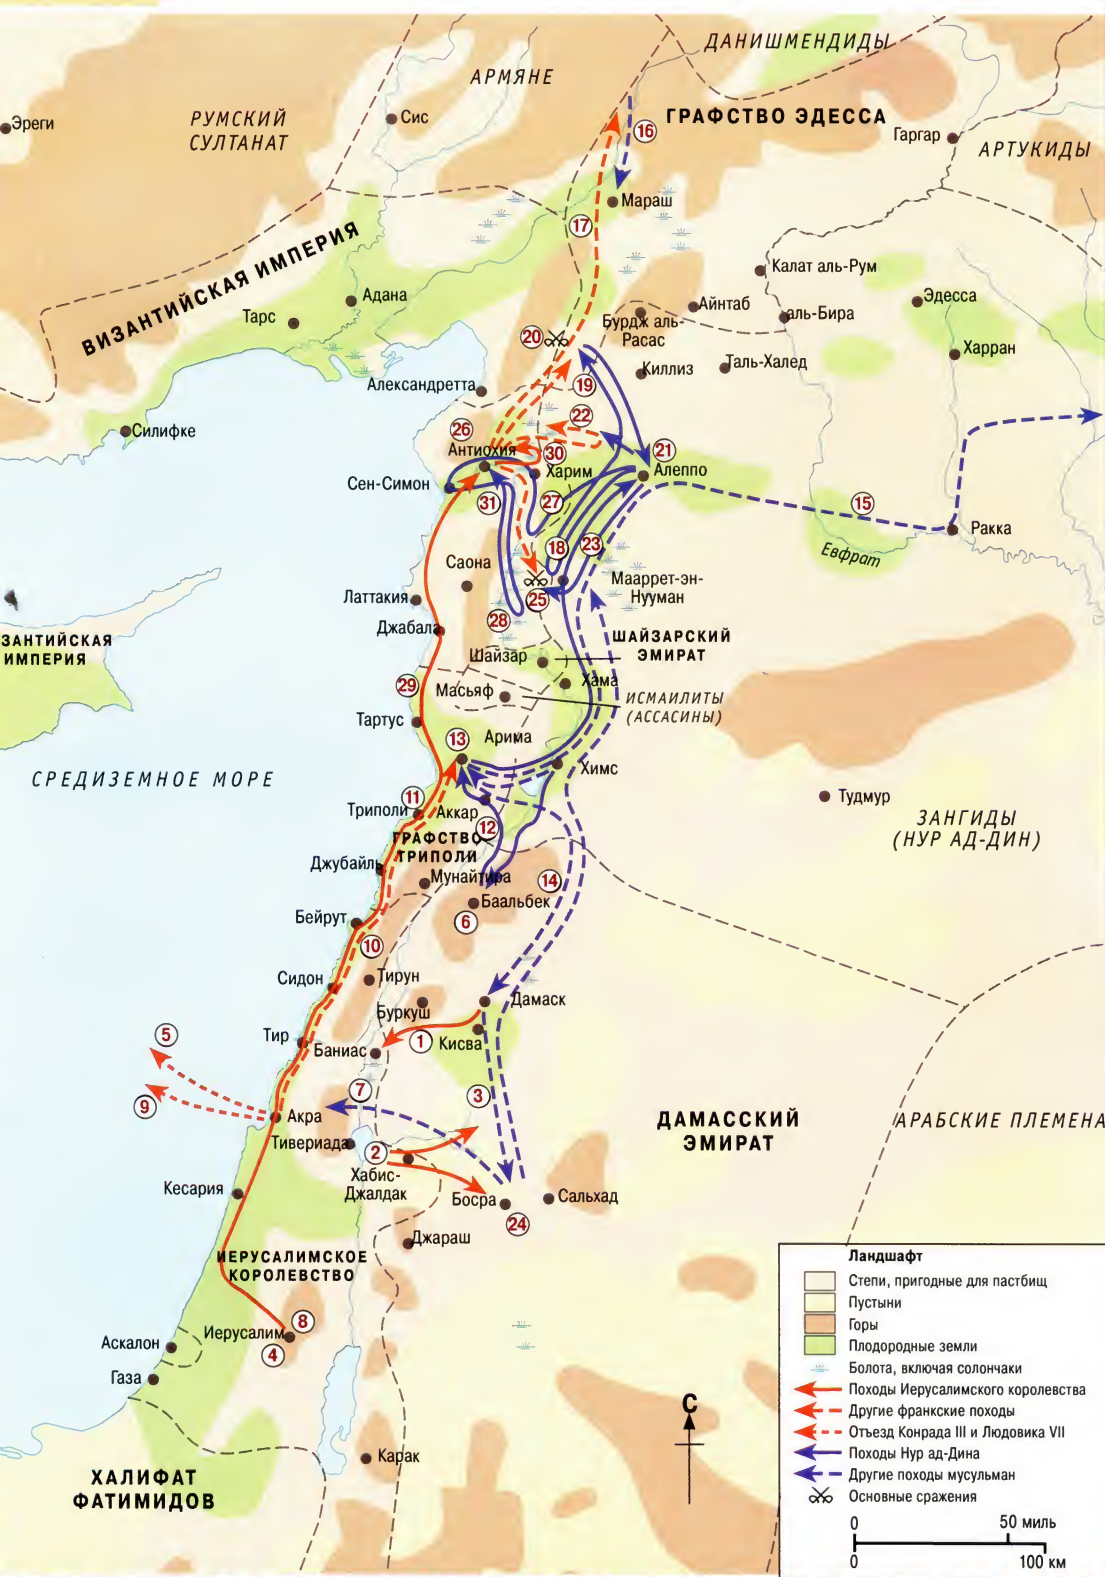 ДАНИШМЕНДИДЫ
АРМЯНЕ
ГРАФСТВО ЭДЕССА
РУМСКИЙ
СУЛТАНАТ
Сис
Эреги
16
Гаргар
АРТУКИДЫ
Мараш
17
ВИЗАНТИЙСКАЯ ИМПЕРИЯ
Калат аль-Рум
Адана
Тарс
Айнтаб
Эдесса
аль-Бира
Бурдж аль-
Расас
20
Харран
Киллиз
Таль-Халед
Александретта
19
22
Силифке
26
Антиохия
30
21
Харим
Алеппо
Сен-Симон
31
27
15
Ракка
18
23
Евфрат
Саона
Мааррет-эн-
Нууман
25
Латтакия
28
Джабала
ЗАНТИЙСКАЯ
ИМПЕРИЯ
ШАЙЗАРСКИЙ
ЭМИРАТ
Шайзар
Хама
29
Масьяф
ИСМАИЛИТЫ
(АССАСИНЫ)
Тартус
13
Арима
Химс
СРЕДИЗЕМНОЕ МОРЕ
Тудмур
11
Триполи
Аккар
ЗАНГИДЫ
(НУР АД-ДИН)
12
ГРАФСТВО
ТРИПОЛИ
Джубайль
Мунайтира
14
Баальбек
6
Бейрут
10
Сидон
Тирун
Буркуш
Дамаск
Тир
5
Баниас
1
Кисва
7
3
9
Акра
ДАМАССКИЙ
ЭМИРАТ
АРАБСКИЕ ПЛЕМЕНА
Тивериада
2
Хабис-
Джалдак
Кесария
Босра
Сальхад
24
Джараш
ИЕРУСАЛИМСКОЕ
КОРОЛЕВСТВО
8
Иерусалим
4
Аскалон
Газа
Карак
ХАЛИФАТ
ФАТИМИДОВ
С
Ландшафт
Степи, пригодные для пастбищ
Пустыни
Горы
Плодородные земли
Болота, включая солончаки
Походы Иерусалимского королевства
Другие франкские походы
Отъезд Конрада III и Людовика VII
Походы Нур ад-Дина
Другие походы мусульман
Основные сражения
0 50 миль
0 100 км